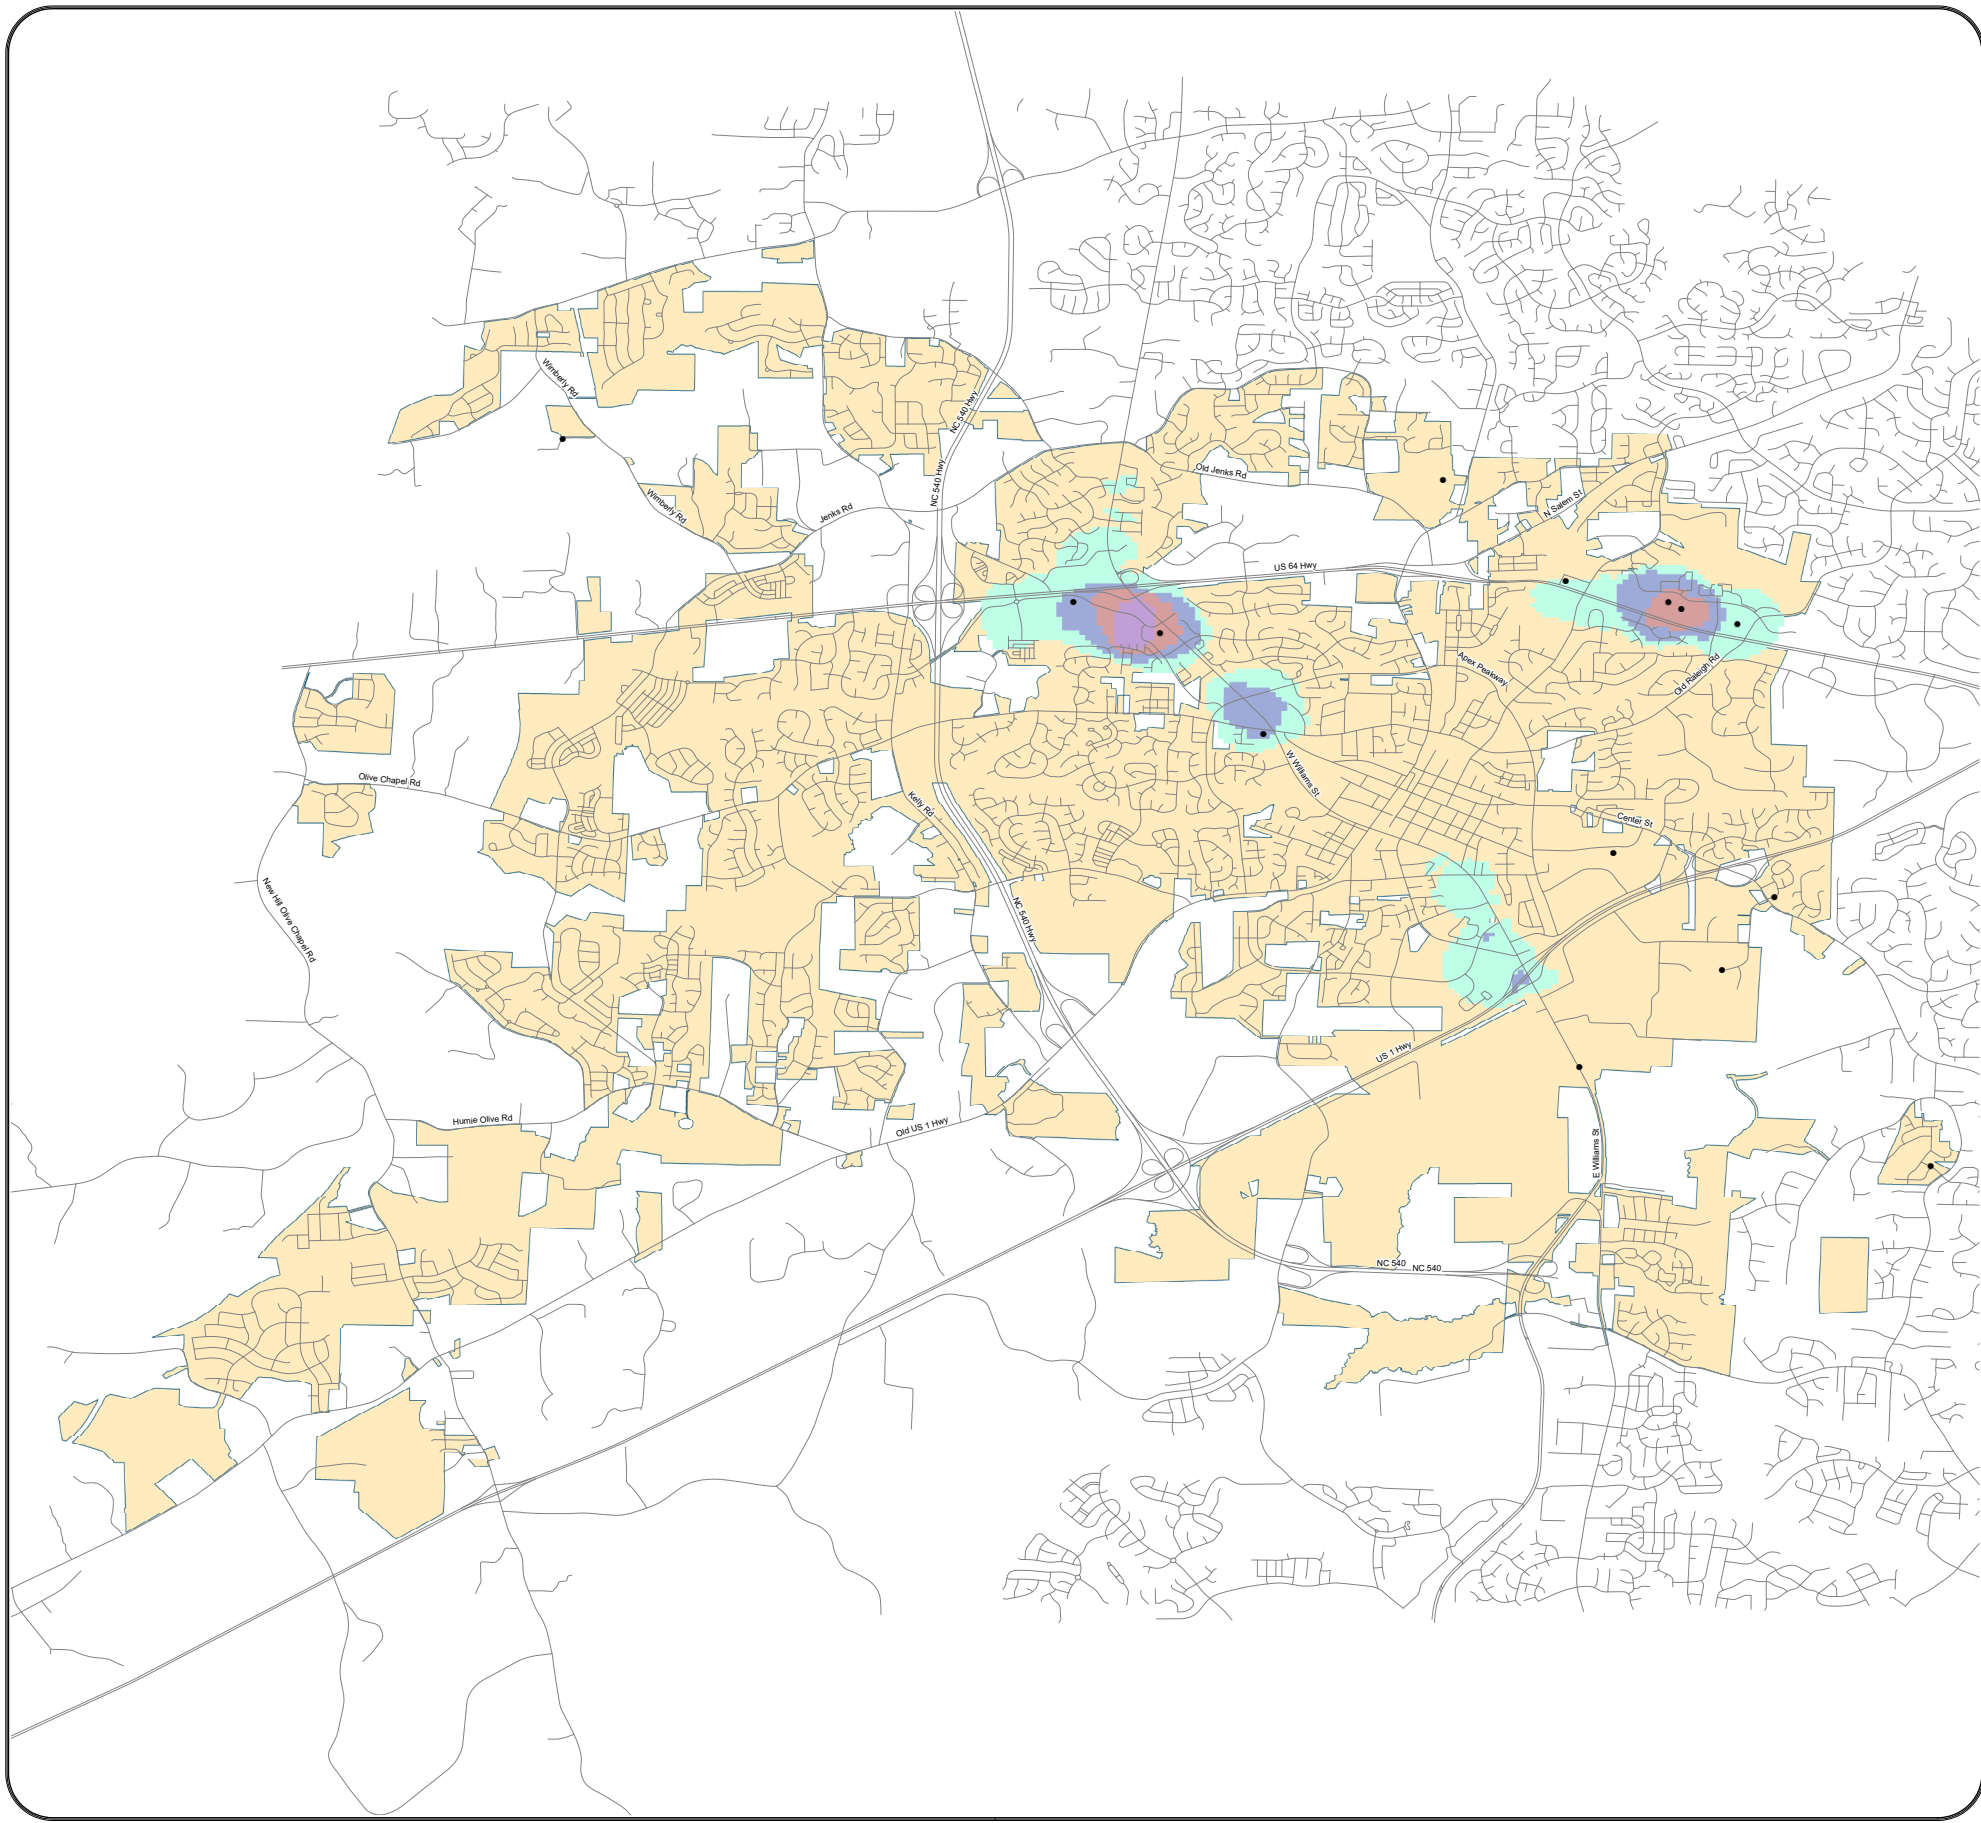 Wimberly Rd
NC 540 Hwy
Old Jenks Rd
NC 540 Hwy
Wimberly Rd
Jenks Rd
N Salem St
US 64 Hwy
Apex Peakway
Old Raleigh Rd
Olive Chapel Rd
Kelly Rd
W Williams St
Center St
New Hill Olive Chapel Rd
NC 540 Hwy
US 1 Hwy
Humie Olive Rd
Old US 1 Hwy
E Williams St
NC 540
NC 540